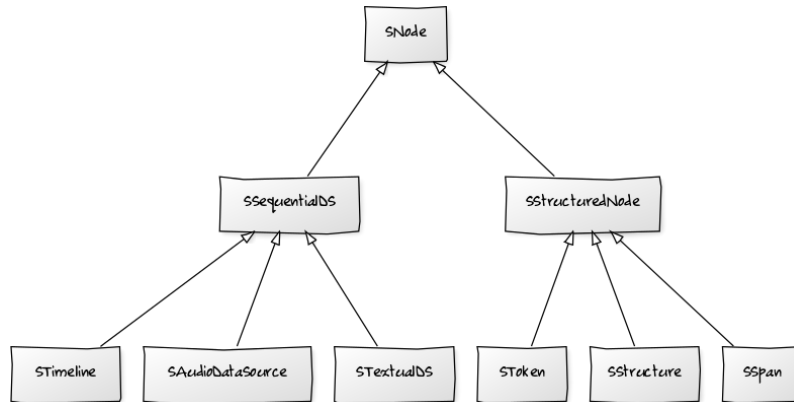 SNode
SSequentialDS
SStructuredNode
STimeline
SAudioDataSource
STextualDS
SToken
SStructure
SSpan